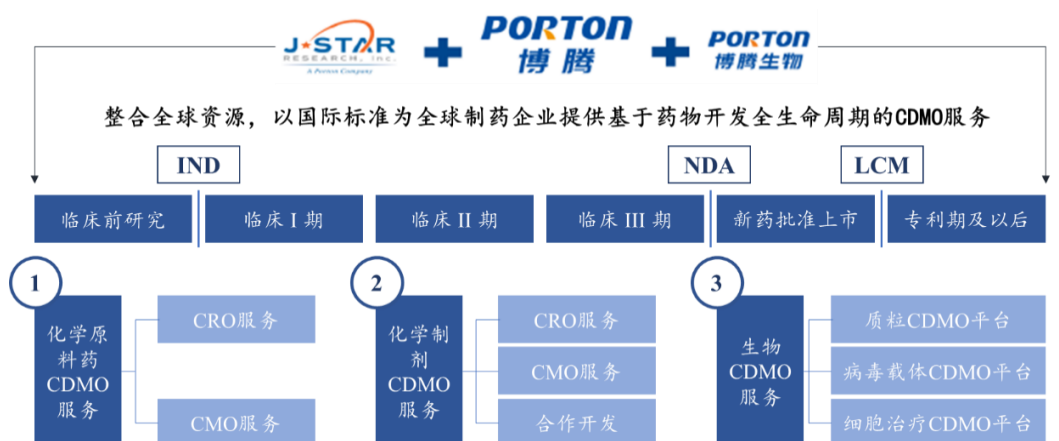 J★STAR
RESEARCH, Inc.
A Porton Company
PORTON
博腾
PORTON
博腾生物
整合全球资源，以国际标准为全球制药企业提供基于药物开发全生命周期的CDMO服务
IND
NDA
LCM
临床前研究
临床 I 期
临床 II 期
临床 III 期
新药批准上市
专利期及以后
1
化学原
料药
CDMO
服务
CRO服务
CMO服务
2
化学制
剂
CDMO
服务
CRO服务
CMO服务
合作开发
3
生物
CDMO
服务
质粒CDMO平台
病毒载体CDMO平台
细胞治疗CDMO平台